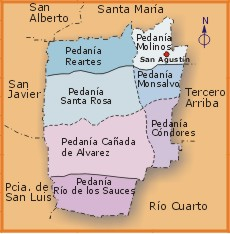 San
Alberto
Santa María
Pedanía
Reartes
Pedanía
Molinos
N
San Agustín
San
Javier
Pedanía
Santa Rosa
Pedanía
Monsalvo
Tercero
Arriba
Pedanía
Cóndores
Pedanía Cañada
de Alvarez
Pcia. de
San Luis
Pedanía
Río de los Sauces
Río Cuarto